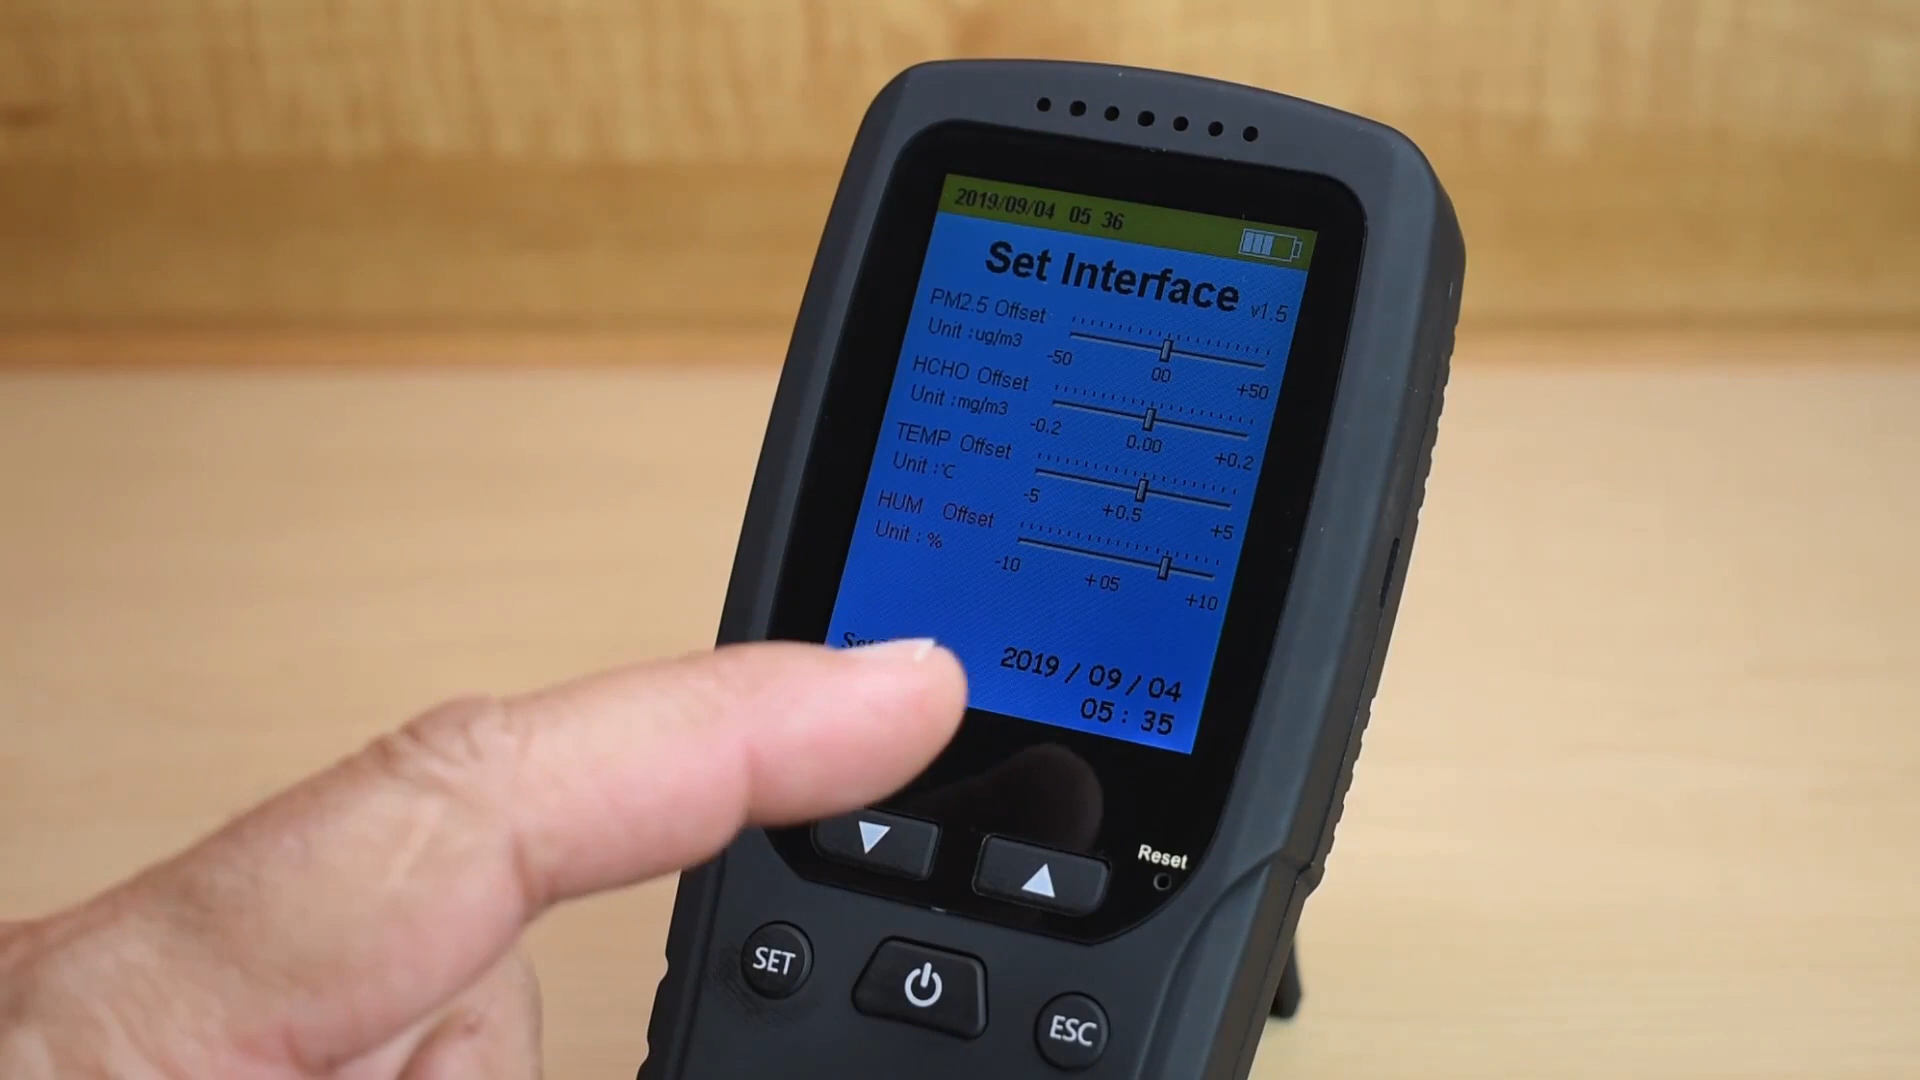 2019/09/04 05 36
Set Interface v1.5
PM2.5 Offset
Unit :ug/m3
-50 00 +50
HCHO Offset
Unit :mg/m3
-0.2 0.00 +0.2
TEMP Offset
Unit :℃
-5 +0.5 +5
HUM Offset
Unit : %
-10 +05 +10
2019 / 09 / 04
05 : 35
Reset
SET
ESC